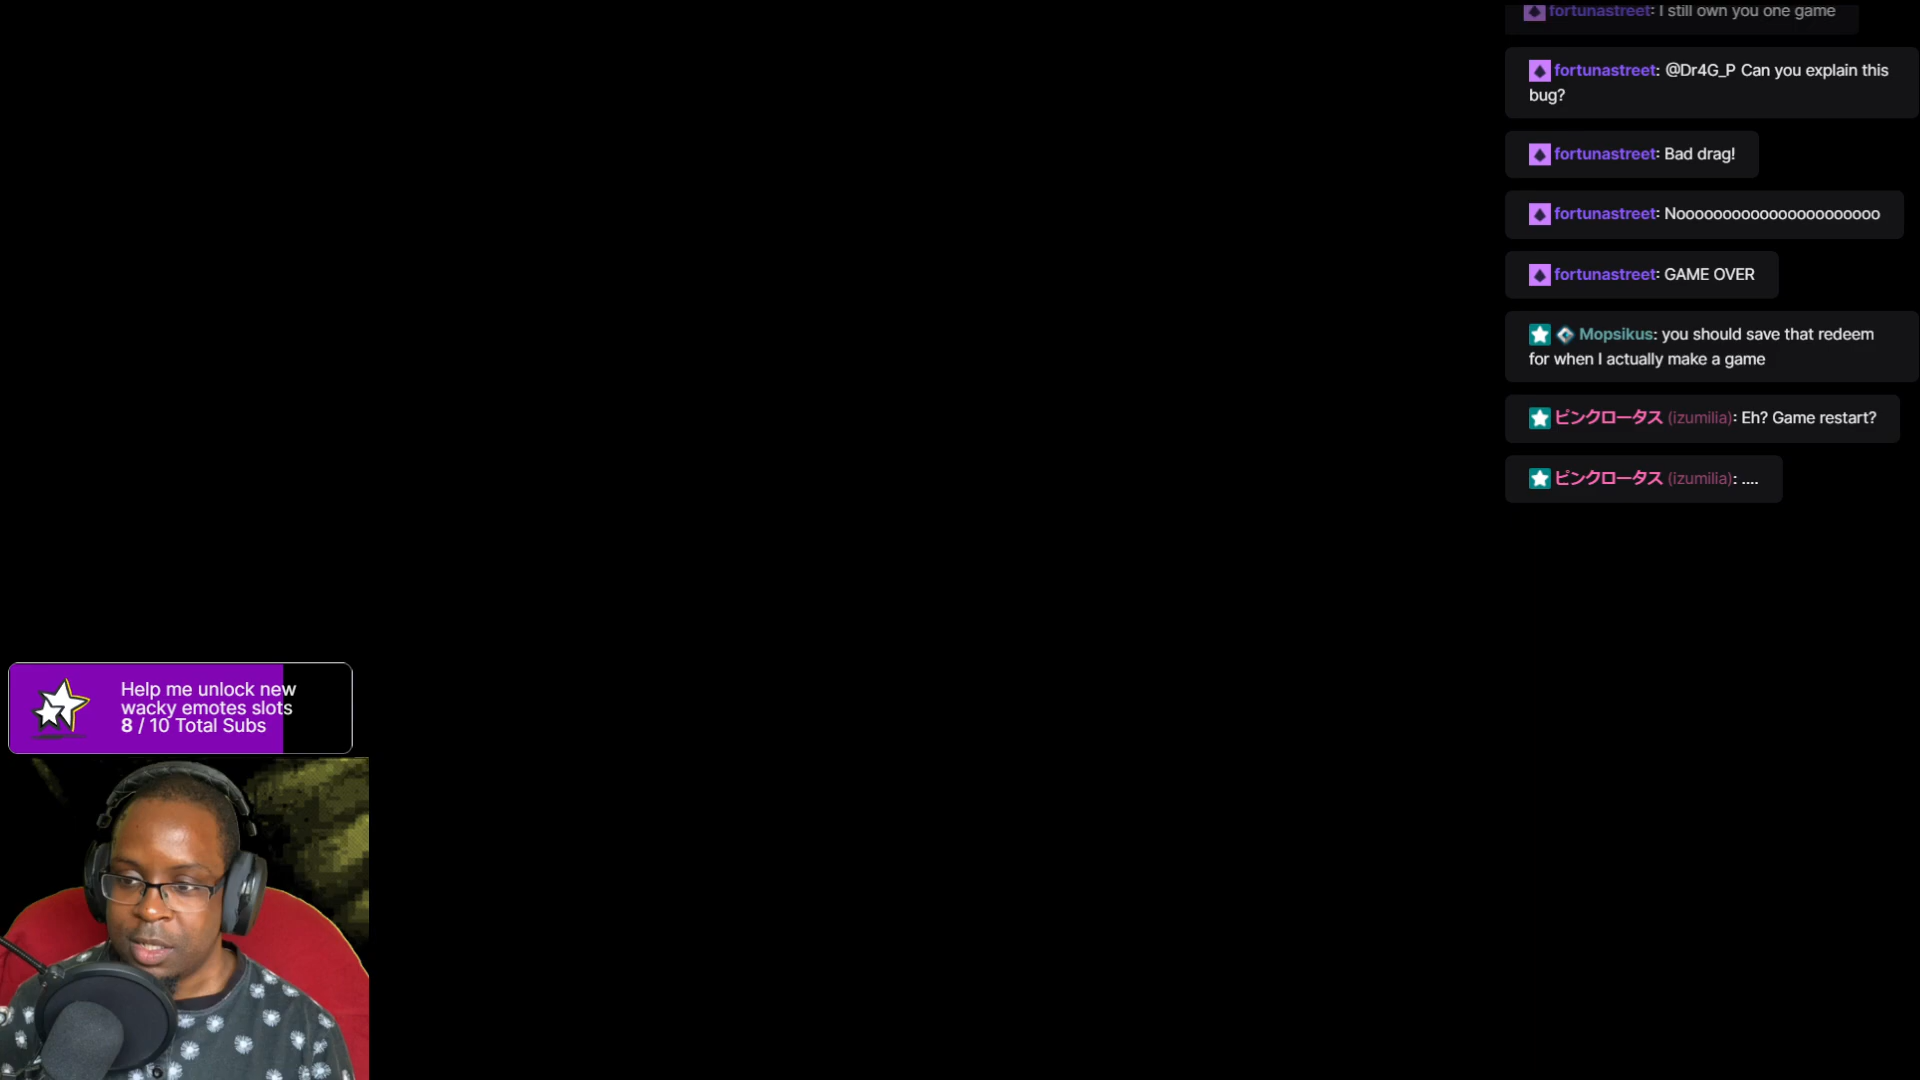 fortunastreet: I still own you one game
fortunastreet: @Dr4G_P Can you explain this
bug?
fortunastreet: Bad drag!
fortunastreet: Nooooooooooooooooooooooo
fortunastreet: GAME OVER
Mopsikus: you should save that redeem
for when I actually make a game
ピンクロータス (izumilia): Eh? Game restart?
ピンクロータス (izumilia): ....
Help me unlock new
wacky emotes slots
8 / 10 Total Subs